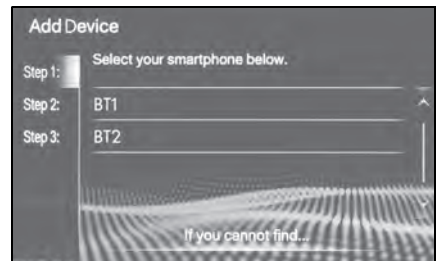 Add Device
Step 1:
Select your smartphone below.
Step 2:
BT1
Step 3:
BT2
If you cannot find...